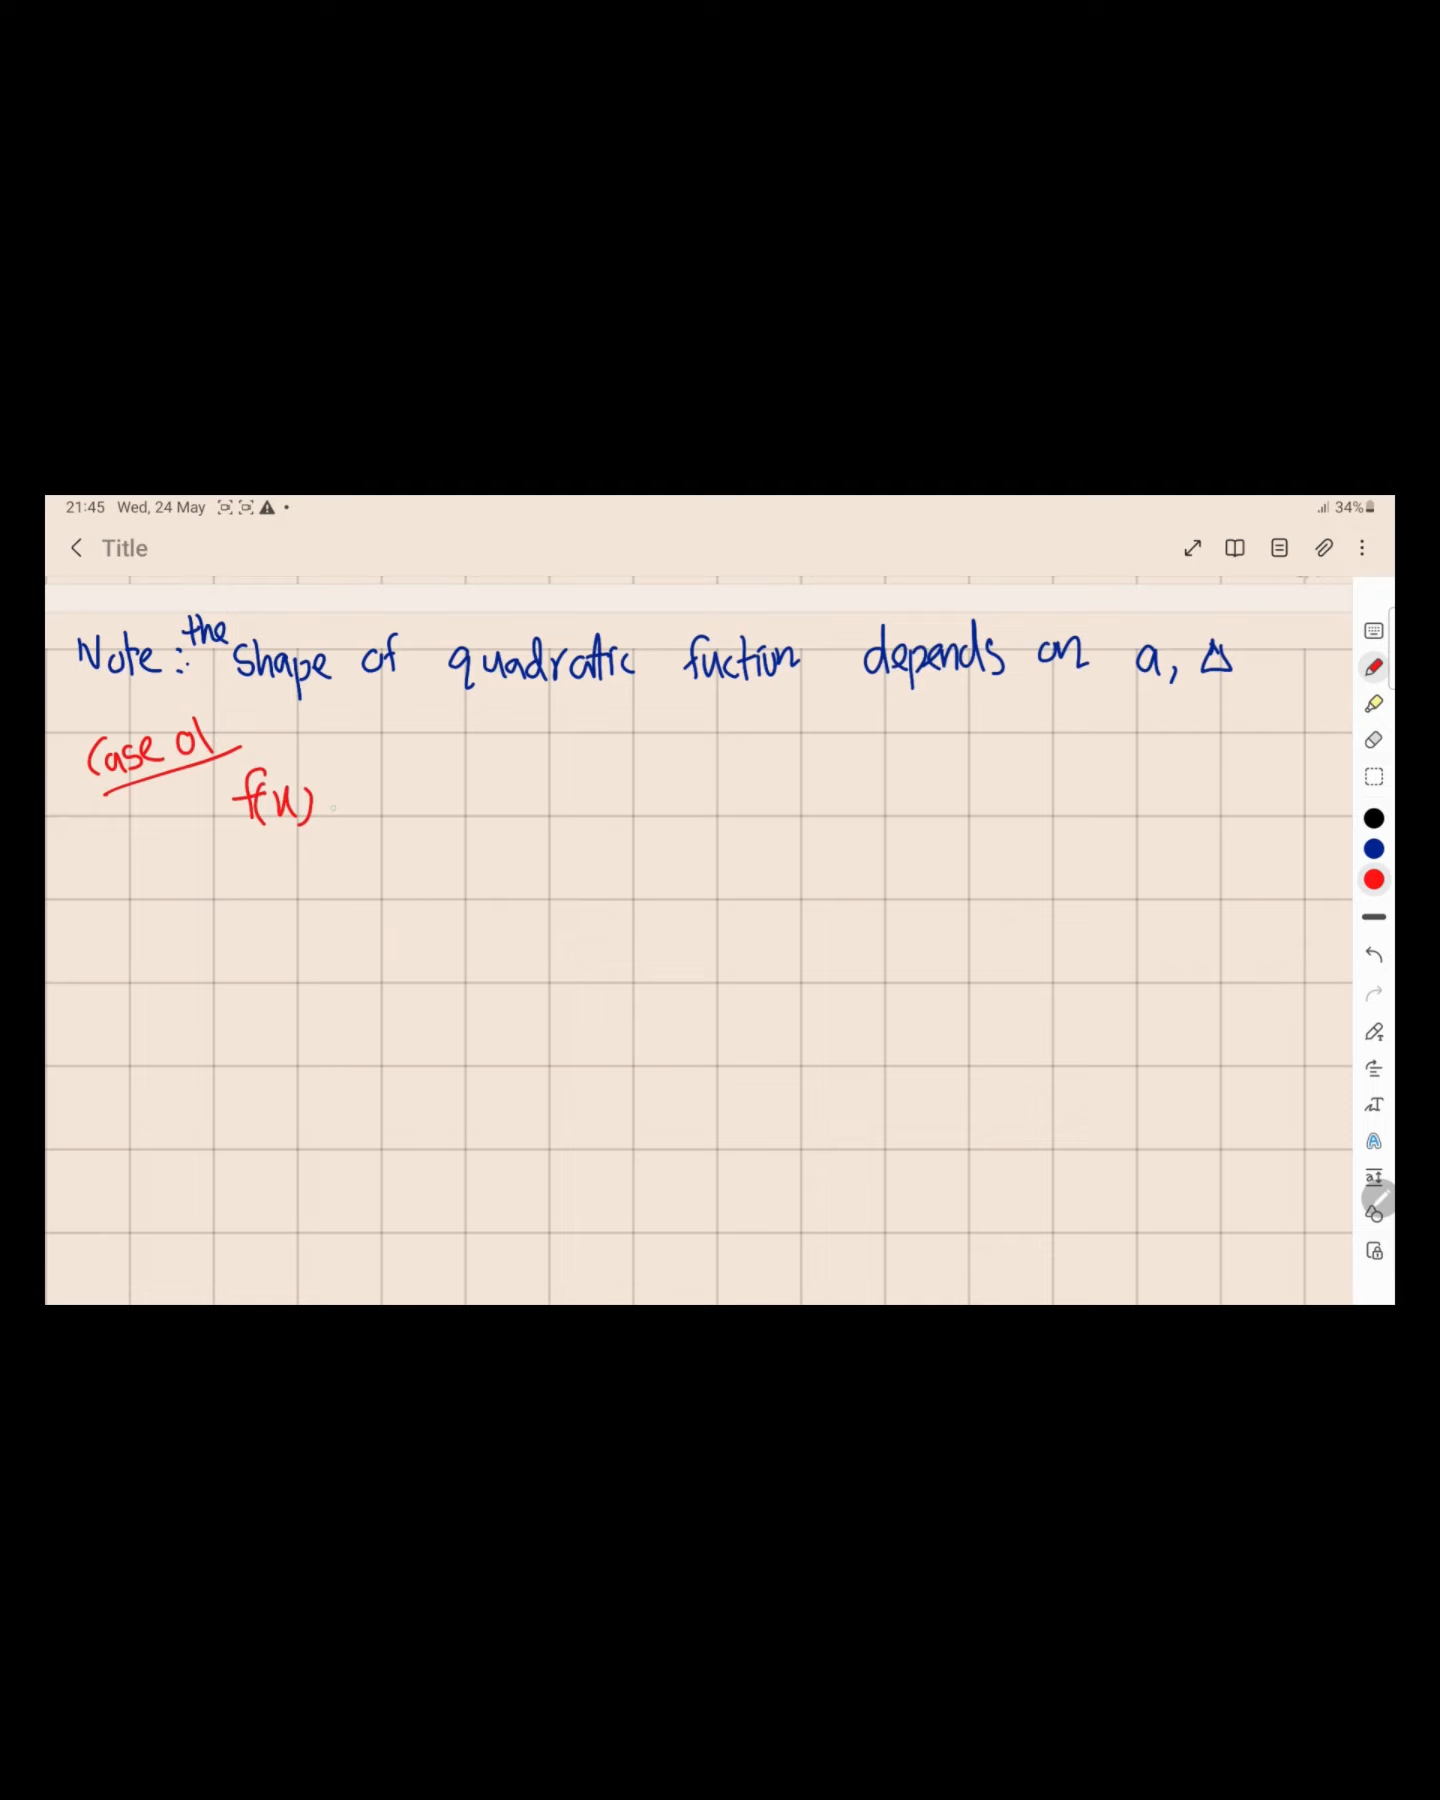 21:45 Wed, 24 May 34%
Title
Note: the shape of quadratic fuction depends on a, Δ
Case 01
f(x)